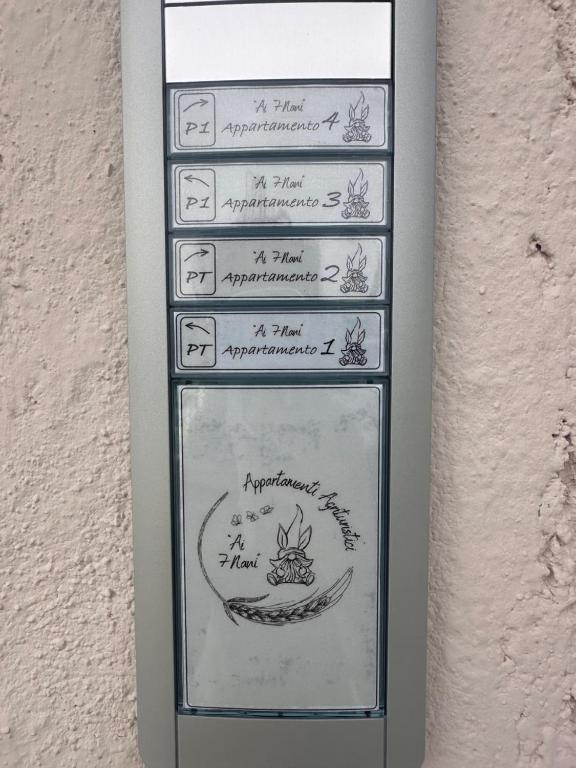 P1
"Ai 7 Nani"
Appartamento 4
P1
"Ai 7 Nani"
Appartamento 3
PT
"Ai 7 Nani"
Appartamento 2
PT
"Ai 7 Nani"
Appartamento 1
Appartamenti Agrituristici
"Ai
7 Nani"